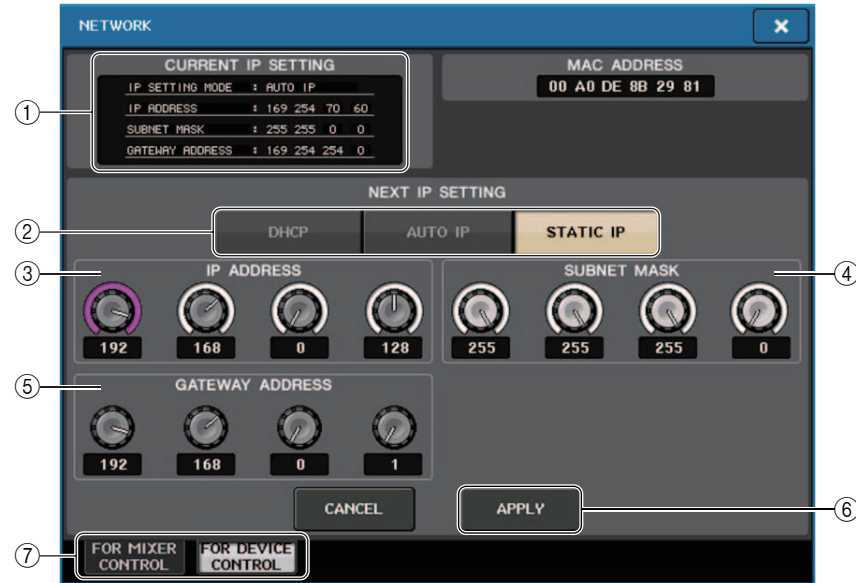 NETWORK
CURRENT IP SETTING
IP SETTING MODE : AUTO IP
IP ADDRESS : 169 254 70 60
SUBNET MASK : 255 255 0 0
GATEWAY ADDRESS : 169 254 254 0
MAC ADDRESS
00 A0 DE 8B 29 81
①
NEXT IP SETTING
②
DHCP AUTO IP STATIC IP
③
IP ADDRESS
192 168 0 128
SUBNET MASK
④
255 255 255 0
⑤
GATEWAY ADDRESS
192 168 0 1
CANCEL
APPLY
⑥
⑦
FOR MIXER CONTROL
FOR DEVICE CONTROL